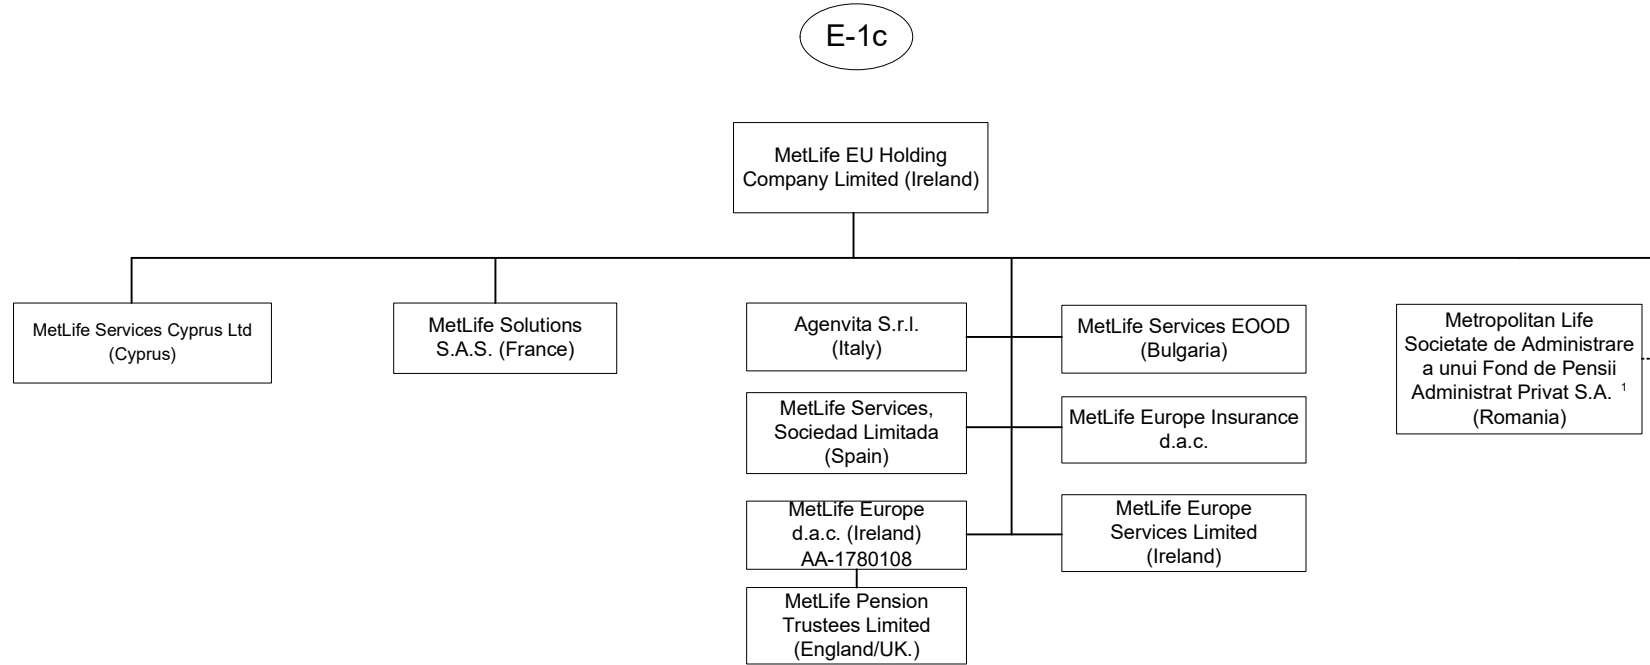 E-1c
MetLife EU Holding
Company Limited (Ireland)
MetLife Services Cyprus Ltd
(Cyprus)
MetLife Solutions
S.A.S. (France)
Agenvita S.r.l.
(Italy)
MetLife Services EOOD
(Bulgaria)
Metropolitan Life
Societate de Administrare
a unui Fond de Pensii
Administrat Privat S.A. 1
(Romania)
MetLife Services,
Sociedad Limitada
(Spain)
MetLife Europe Insurance
d.a.c.
MetLife Europe
d.a.c. (Ireland)
AA-1780108
MetLife Europe
Services Limited
(Ireland)
MetLife Pension
Trustees Limited
(England/UK.)